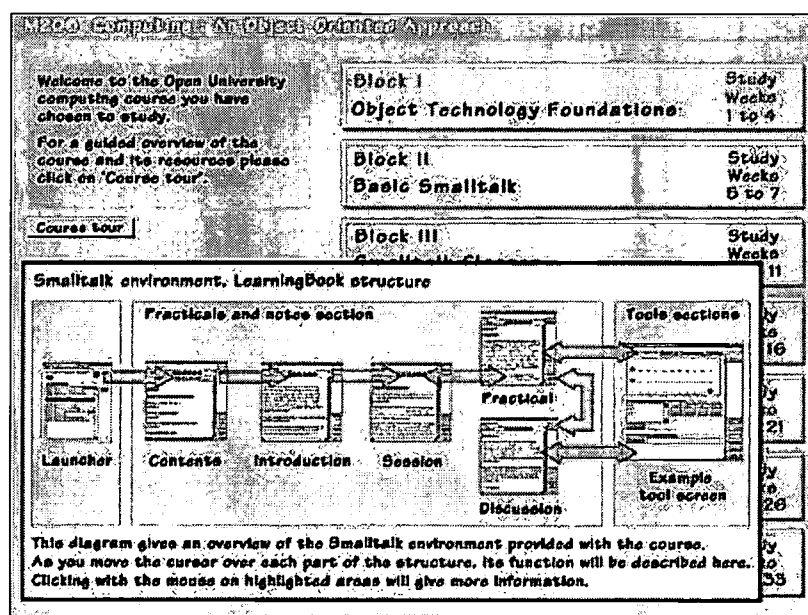 M206 Computing: An Object-Oriented Approach
Welcome to the Open University
computing course you have
chosen to study.
For a guided overview of the
course and its resources please
click on 'Course tour'.
Course tour
Block I
Object Technology Foundations
Study
Weeks
1 to 4
Block II
Basic Smalltalk
Study
Weeks
5 to 7
Block III
Study
Weeks
11
16
21
26
33
Smalltalk environment, LearningBook structure
Practicals and notes section
Tools sections
Launcher
Contents
Introduction
Session
Practical
Discussion
Example
tool screen
This diagram gives an overview of the Smalltalk environment provided with the course.
As you move the cursor over each part of the structure, its function will be described here.
Clicking with the mouse on highlighted areas will give more information.